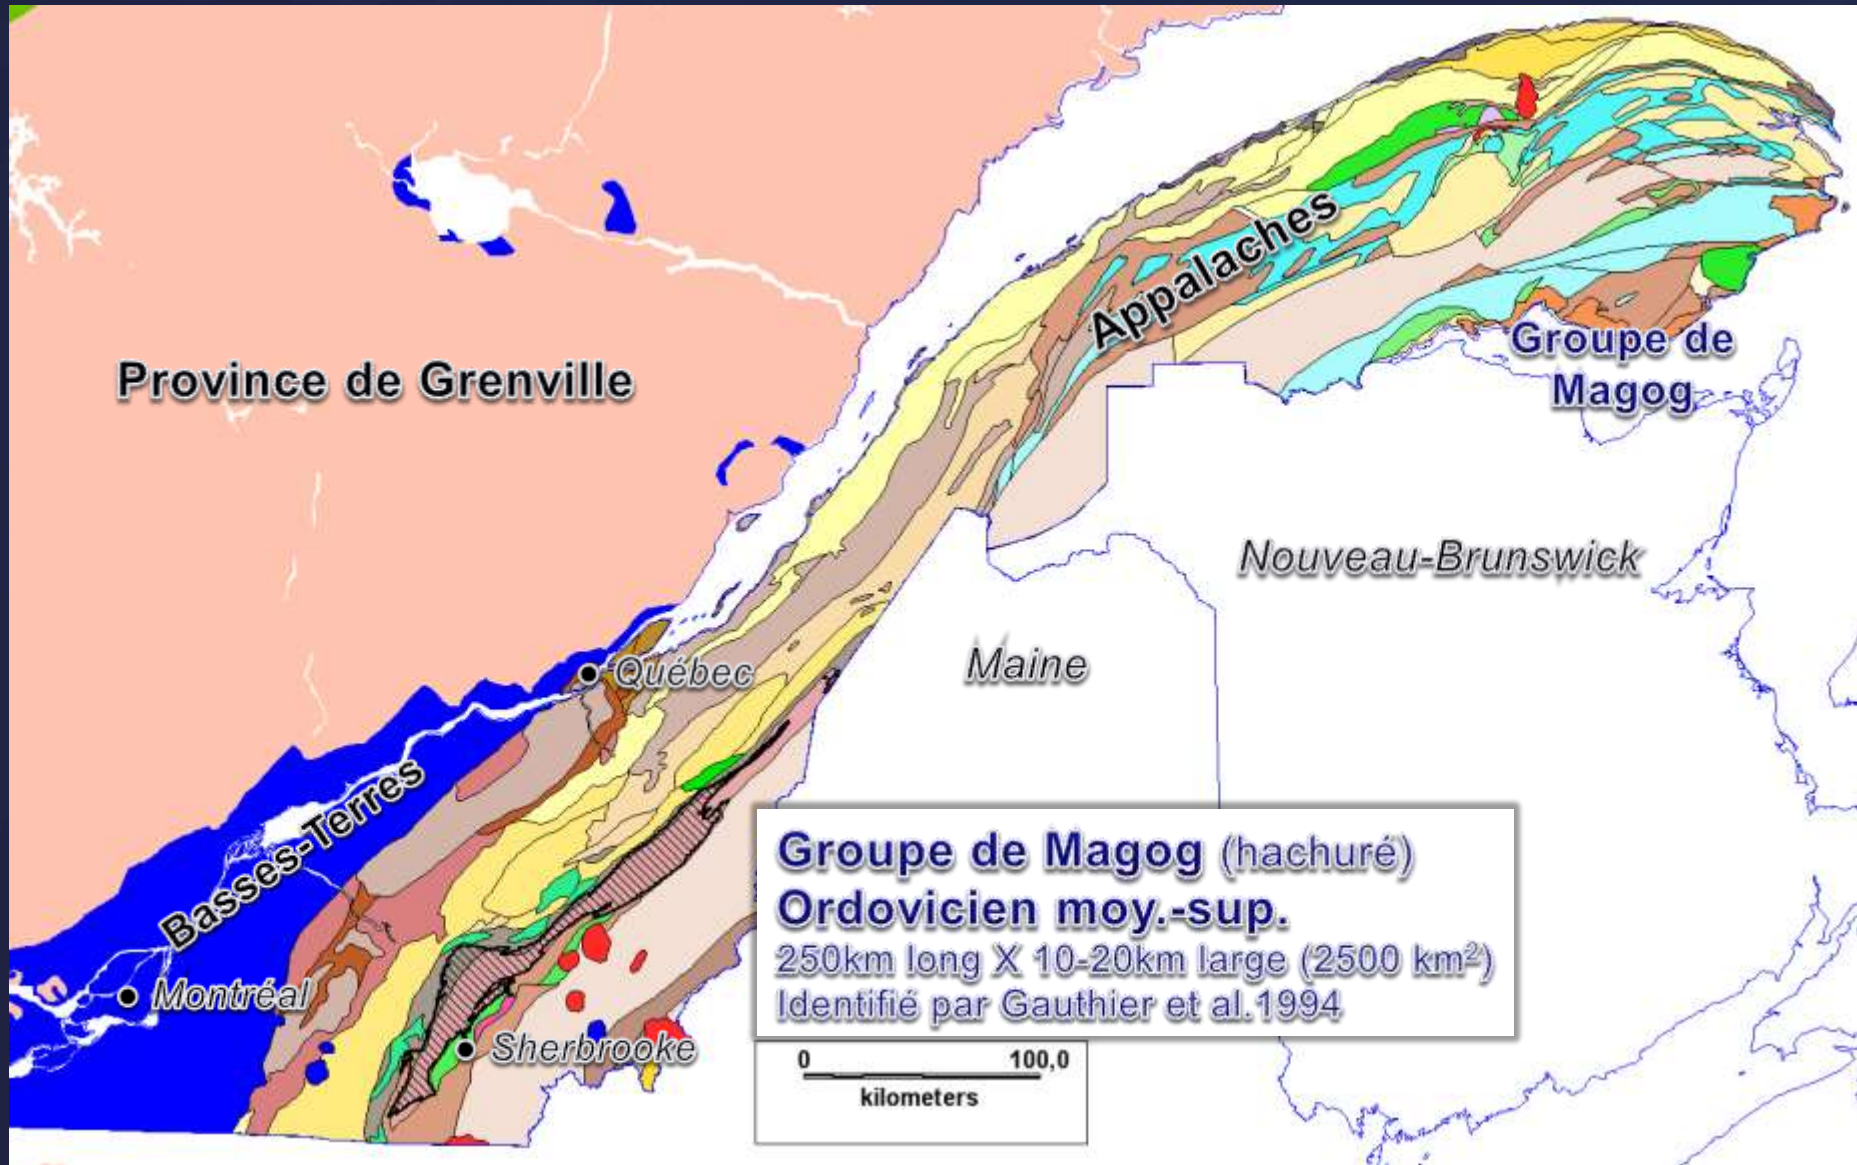 Appalaches
Groupe de
Magog
Province de Grenville
Nouveau-Brunswick
Maine
Québec
Basses-Terres
Montréal
Sherbrooke
Groupe de Magog (hachuré)
Ordovicien moy.-sup.
250km long X 10-20km large (2500 km²)
Identifié par Gauthier et al.1994
0 100,0
kilometers